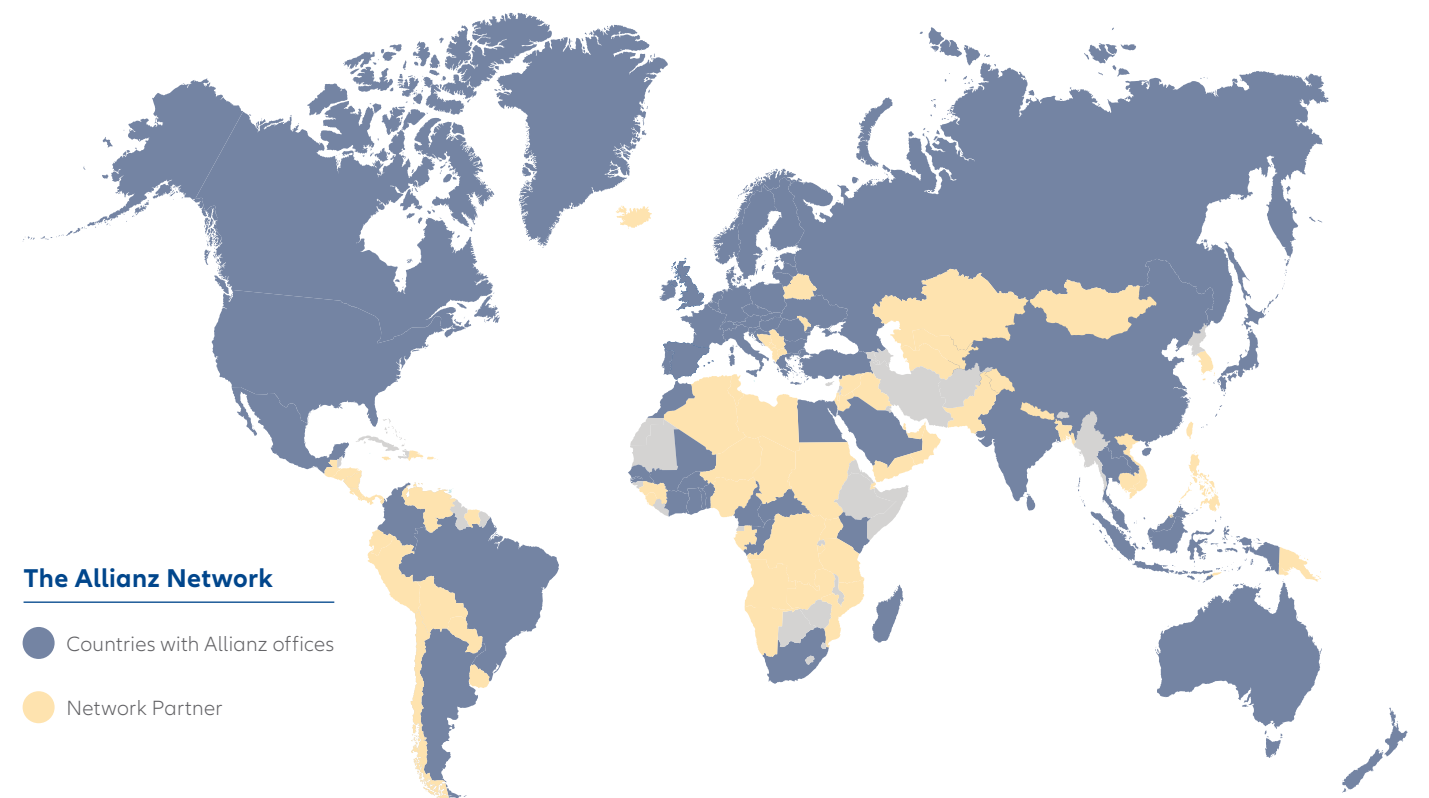 The Allianz Network
Countries with Allianz offices
Network Partner